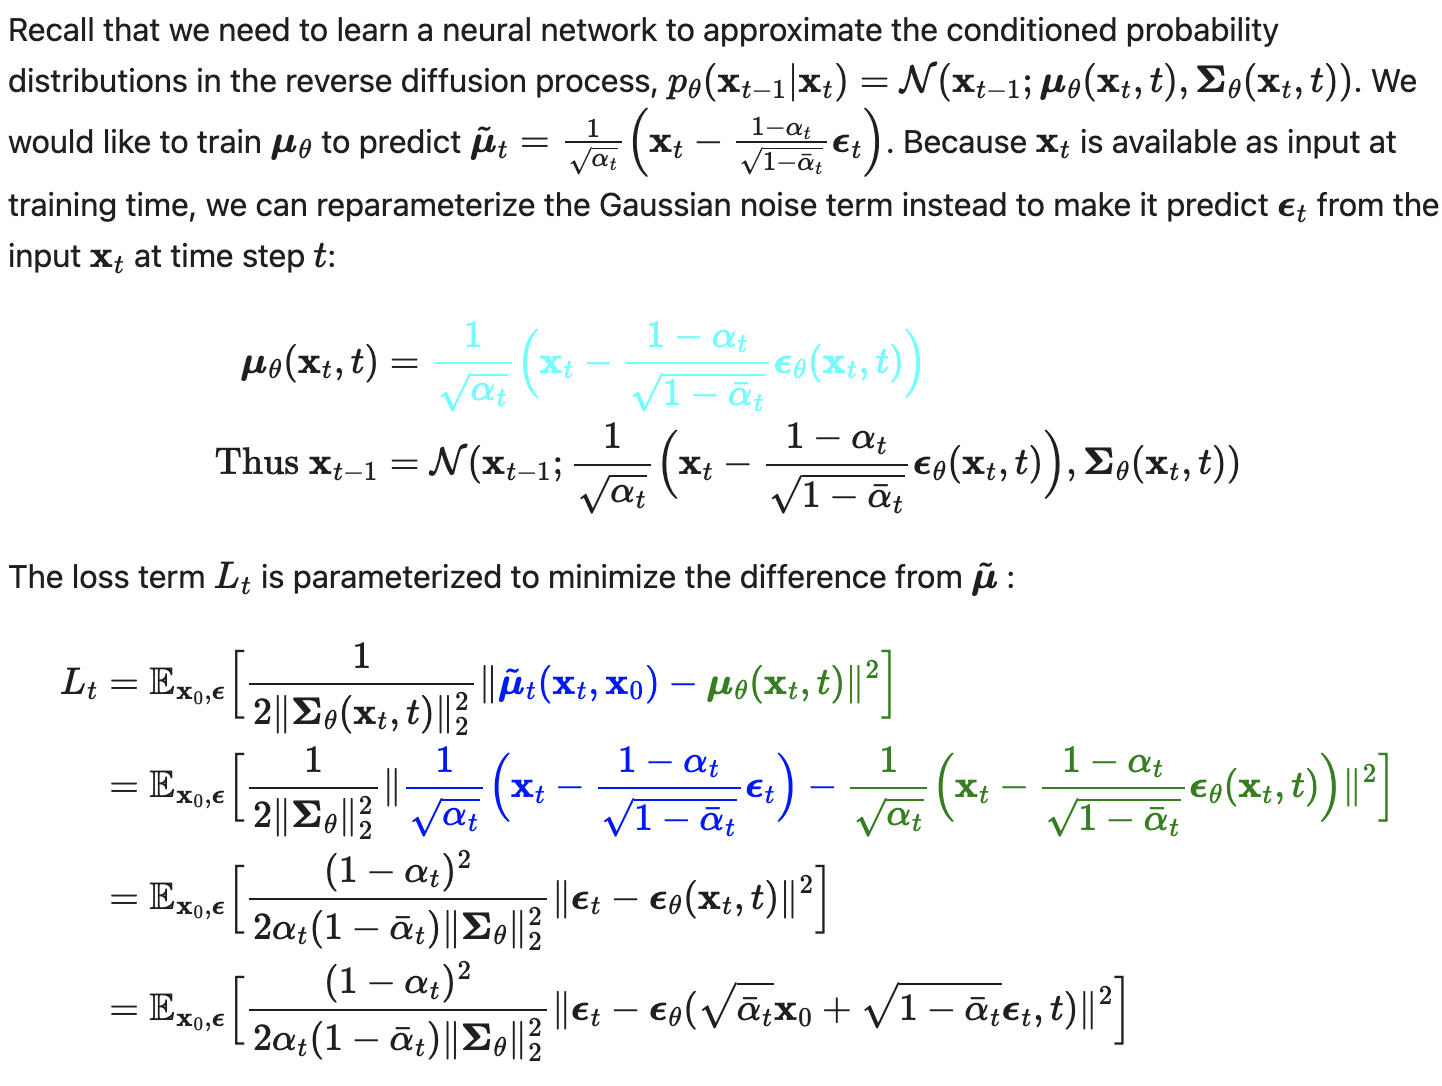 Recall that we need to learn a neural network to approximate the conditioned probability
distributions in the reverse diffusion process, $p_\theta(\mathbf{x}_{t-1}|\mathbf{x}_t) = \mathcal{N}(\mathbf{x}_{t-1}; \boldsymbol{\mu}_\theta(\mathbf{x}_t, t), \boldsymbol{\Sigma}_\theta(\mathbf{x}_t, t))$. We
would like to train $\boldsymbol{\mu}_\theta$ to predict $\tilde{\boldsymbol{\mu}}_t = \frac{1}{\sqrt{\alpha_t}} \Big( \mathbf{x}_t - \frac{1 - \alpha_t}{\sqrt{1 - \bar{\alpha}_t}} \boldsymbol{\epsilon}_t \Big)$. Because $\mathbf{x}_t$ is available as input at
training time, we can reparameterize the Gaussian noise term instead to make it predict $\boldsymbol{\epsilon}_t$ from the
input $\mathbf{x}_t$ at time step $t$:
$\boldsymbol{\mu}_\theta(\mathbf{x}_t, t) = \frac{1}{\sqrt{\alpha_t}} \Big( \mathbf{x}_t - \frac{1 - \alpha_t}{\sqrt{1 - \bar{\alpha}_t}} \boldsymbol{\epsilon}_\theta(\mathbf{x}_t, t) \Big)$
Thus $\mathbf{x}_{t-1} = \mathcal{N}(\mathbf{x}_{t-1}; \frac{1}{\sqrt{\alpha_t}} \Big( \mathbf{x}_t - \frac{1 - \alpha_t}{\sqrt{1 - \bar{\alpha}_t}} \boldsymbol{\epsilon}_\theta(\mathbf{x}_t, t) \Big), \boldsymbol{\Sigma}_\theta(\mathbf{x}_t, t))$
The loss term $L_t$ is parameterized to minimize the difference from $\tilde{\boldsymbol{\mu}}$ :
$L_t = \mathbb{E}_{\mathbf{x}_0, \boldsymbol{\epsilon}} \Big[ \frac{1}{2 \| \boldsymbol{\Sigma}_\theta(\mathbf{x}_t, t) \|^2_2} \| \tilde{\boldsymbol{\mu}}_t(\mathbf{x}_t, \mathbf{x}_0) - \boldsymbol{\mu}_\theta(\mathbf{x}_t, t) \|^2 \Big]$
$= \mathbb{E}_{\mathbf{x}_0, \boldsymbol{\epsilon}} \Big[ \frac{1}{2 \| \boldsymbol{\Sigma}_\theta \|^2_2} \| \frac{1}{\sqrt{\alpha_t}} \Big( \mathbf{x}_t - \frac{1 - \alpha_t}{\sqrt{1 - \bar{\alpha}_t}} \boldsymbol{\epsilon}_t \Big) - \frac{1}{\sqrt{\alpha_t}} \Big( \mathbf{x}_t - \frac{1 - \alpha_t}{\sqrt{1 - \bar{\alpha}_t}} \boldsymbol{\epsilon}_\theta(\mathbf{x}_t, t) \Big) \|^2 \Big]$
$= \mathbb{E}_{\mathbf{x}_0, \boldsymbol{\epsilon}} \Big[ \frac{(1 - \alpha_t)^2}{2 \alpha_t (1 - \bar{\alpha}_t) \| \boldsymbol{\Sigma}_\theta \|^2_2} \| \boldsymbol{\epsilon}_t - \boldsymbol{\epsilon}_\theta(\mathbf{x}_t, t) \|^2 \Big]$
$= \mathbb{E}_{\mathbf{x}_0, \boldsymbol{\epsilon}} \Big[ \frac{(1 - \alpha_t)^2}{2 \alpha_t (1 - \bar{\alpha}_t) \| \boldsymbol{\Sigma}_\theta \|^2_2} \| \boldsymbol{\epsilon}_t - \boldsymbol{\epsilon}_\theta(\sqrt{\bar{\alpha}_t} \mathbf{x}_0 + \sqrt{1 - \bar{\alpha}_t} \boldsymbol{\epsilon}_t, t) \|^2 \Big]$